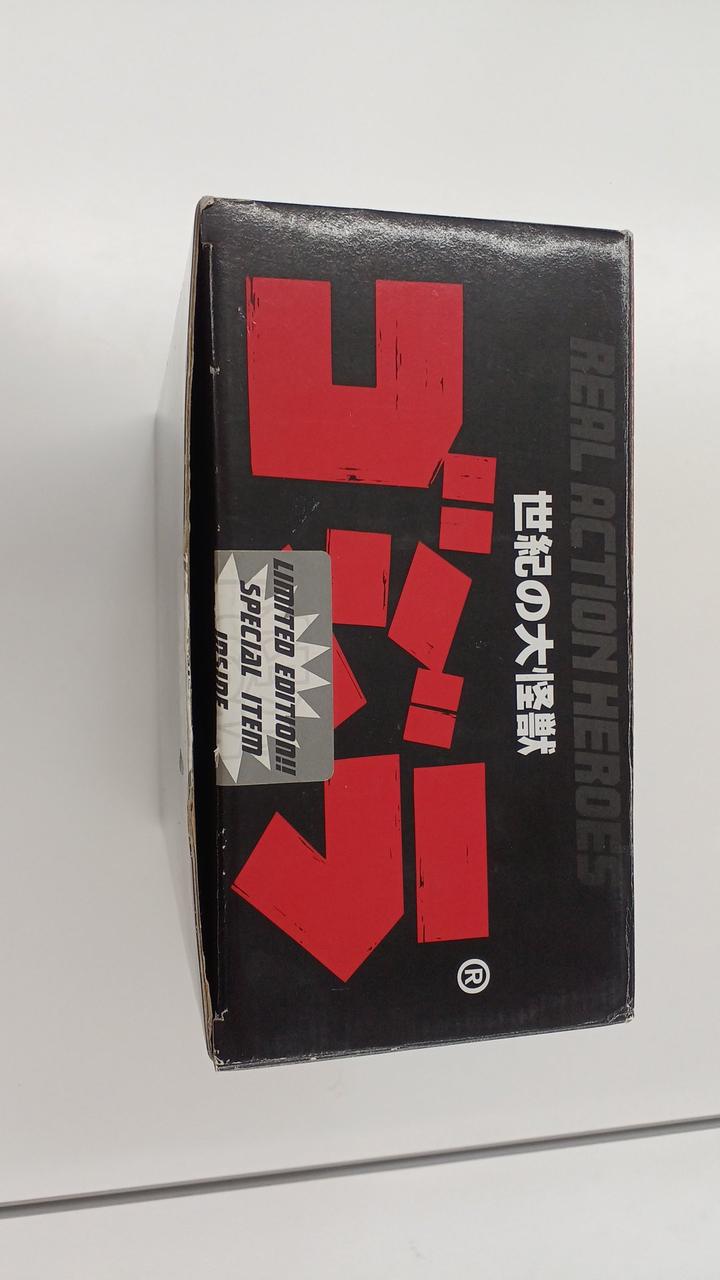 REAL ACTION HEROES
世紀の大怪獣
ゴジラ
®
LIMITED EDITION!!
SPECIAL ITEM
INSIDE